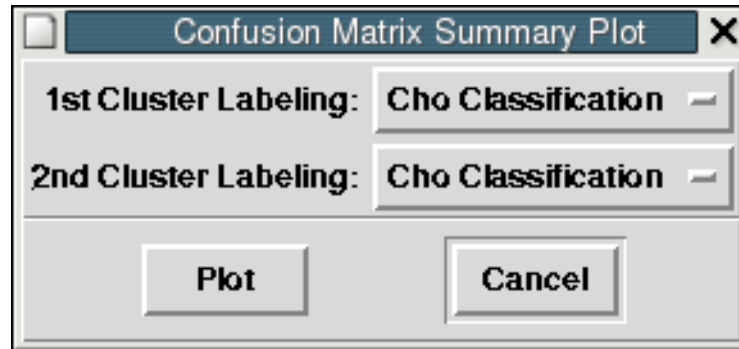 Confusion Matrix Summary Plot
1st Cluster Labeling: Cho Classification
2nd Cluster Labeling: Cho Classification
Plot Cancel